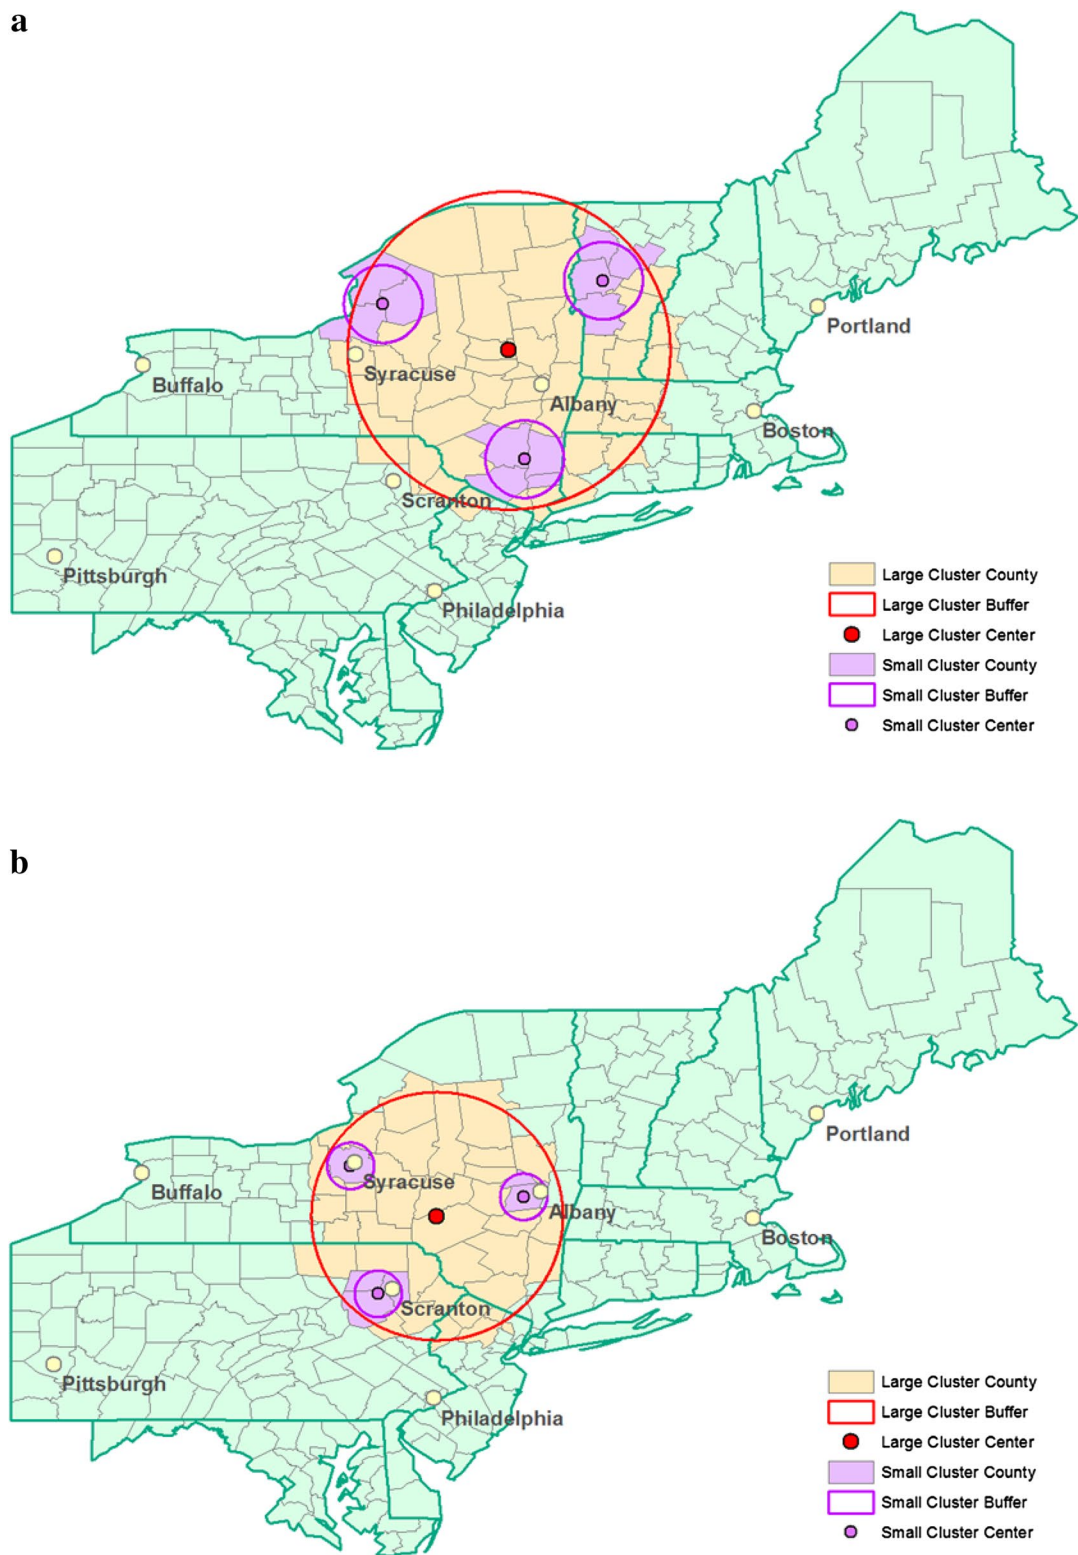 a
Portland
Syracuse
Buffalo
Albany
Boston
Scranton
Pittsburgh
Philadelphia
Large Cluster County
Large Cluster Buffer
Large Cluster Center
Small Cluster County
Small Cluster Buffer
Small Cluster Center
b
Portland
Syracuse
Buffalo
Albany
Boston
Scranton
Pittsburgh
Philadelphia
Large Cluster County
Large Cluster Buffer
Large Cluster Center
Small Cluster County
Small Cluster Buffer
Small Cluster Center